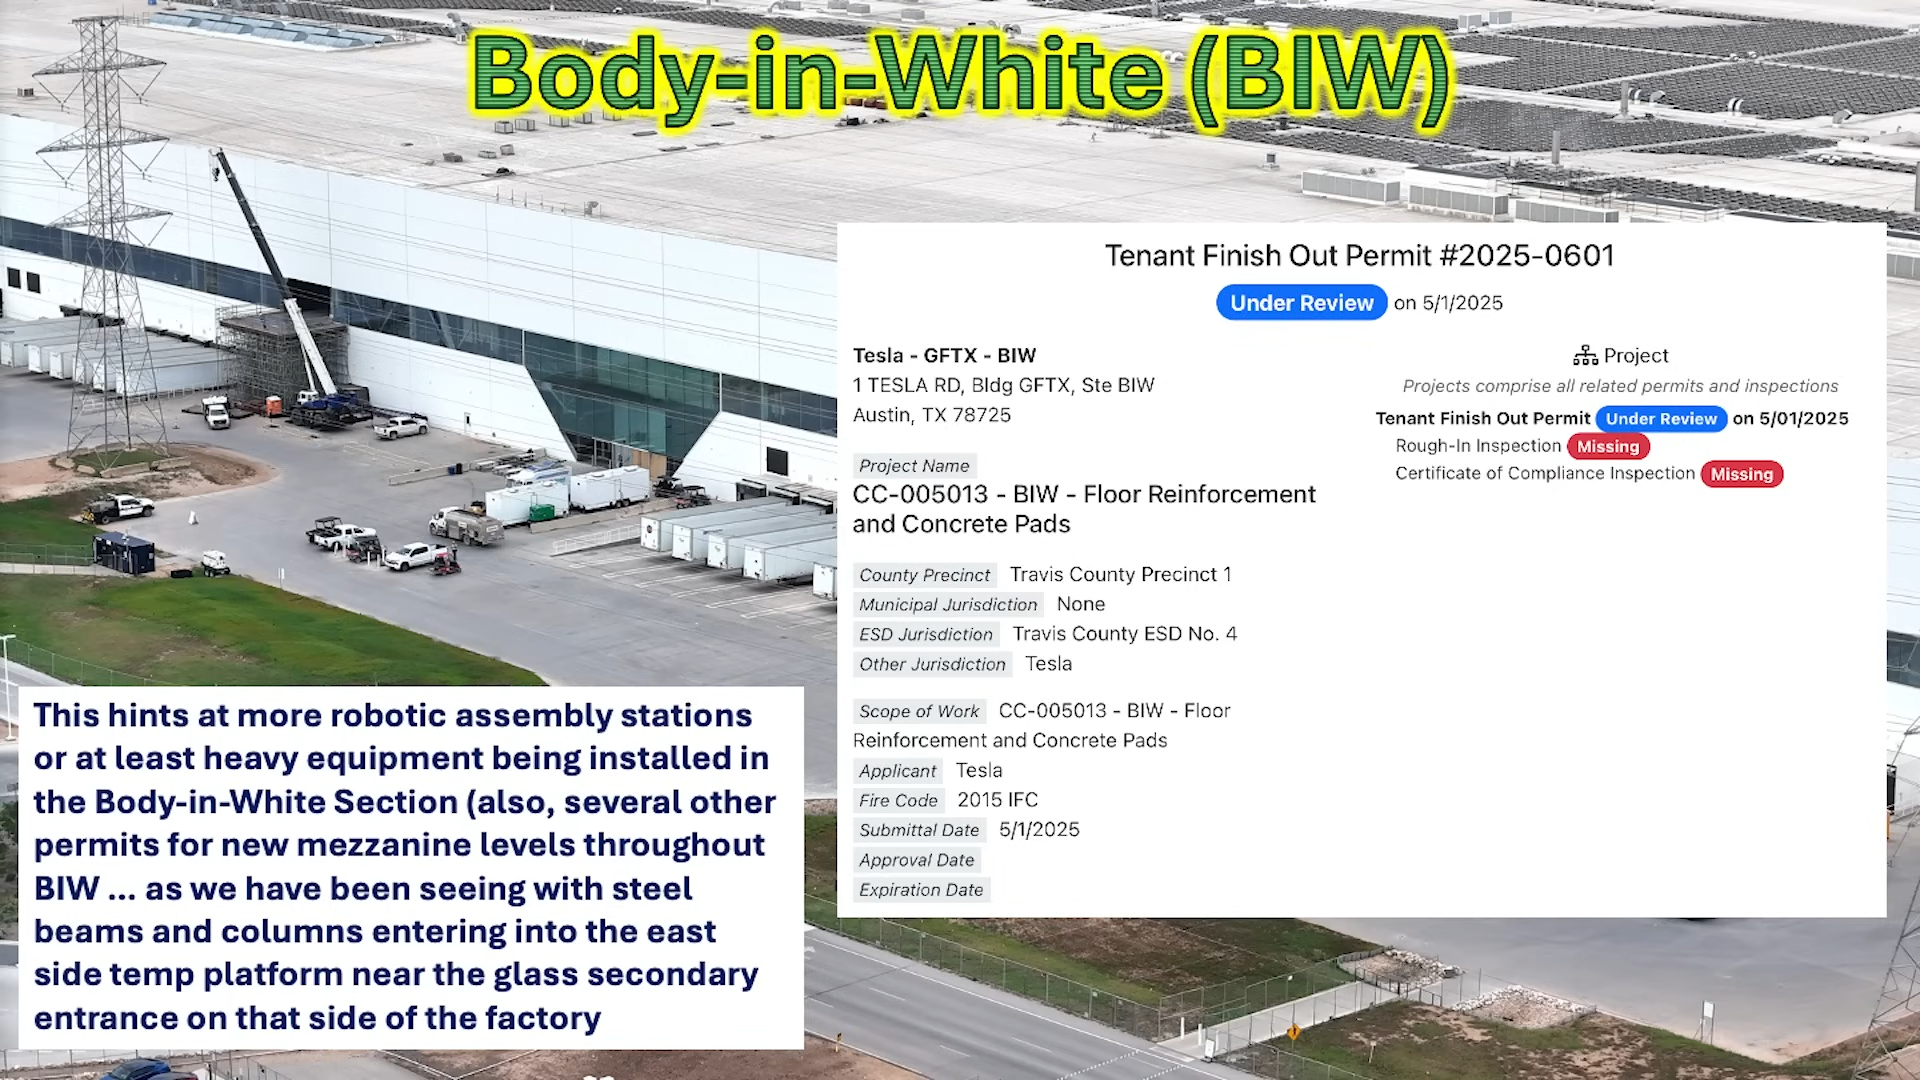 Body-in-White (BIW)
Tenant Finish Out Permit #2025-0601
Under Review on 5/1/2025
Tesla - GFTX - BIW
1 TESLA RD, Bldg GFTX, Ste BIW
Austin, TX 78725
Project
Projects comprise all related permits and inspections
Tenant Finish Out Permit Under Review on 5/01/2025
Rough-In Inspection Missing
Certificate of Compliance Inspection Missing
Project Name
CC-005013 - BIW - Floor Reinforcement
and Concrete Pads
County Precinct Travis County Precinct 1
Municipal Jurisdiction None
ESD Jurisdiction Travis County ESD No. 4
Other Jurisdiction Tesla
Scope of Work CC-005013 - BIW - Floor
Reinforcement and Concrete Pads
Applicant Tesla
Fire Code 2015 IFC
Submittal Date 5/1/2025
Approval Date
Expiration Date
This hints at more robotic assembly stations
or at least heavy equipment being installed in
the Body-in-White Section (also, several other
permits for new mezzanine levels throughout
BIW ... as we have been seeing with steel
beams and columns entering into the east
side temp platform near the glass secondary
entrance on that side of the factory